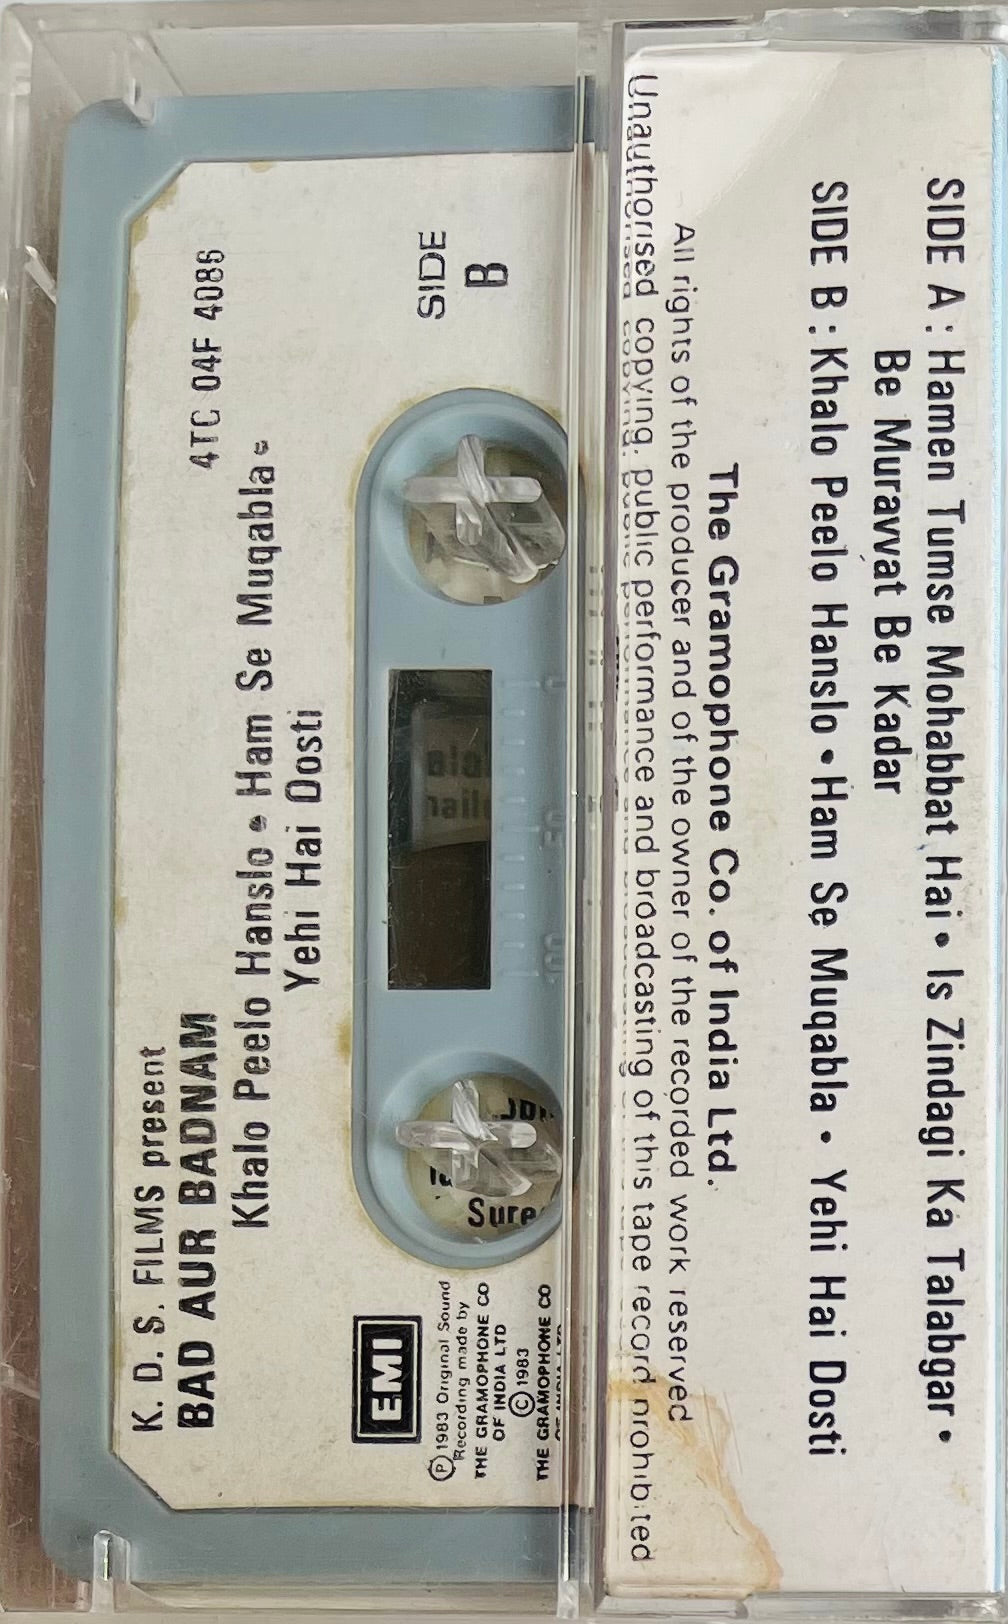 K. D. S. FILMS present
BAD AUR BADNAM
4TC 04F 4086
Khalo Peelo Hanslo • Ham Se Muqabla •
Yehi Hai Dosti
SIDE
B
EMI
Ⓟ 1983 Original Sound
Recording made by
THE GRAMOPHONE CO
OF INDIA LTD
© 1983
THE GRAMOPHONE CO
OF INDIA LTD
SIDE A : Hamen Tumse Mohabbat Hai • Is Zindagi Ka Talabgar •
Be Muravvat Be Kadar
SIDE B : Khalo Peelo Hanslo • Ham Se Muqabla • Yehi Hai Dosti
The Gramophone Co. of India Ltd.
All rights of the producer and of the owner of the recorded work reserved
Unauthorised copying, public performance and broadcasting of this tape record prohibited